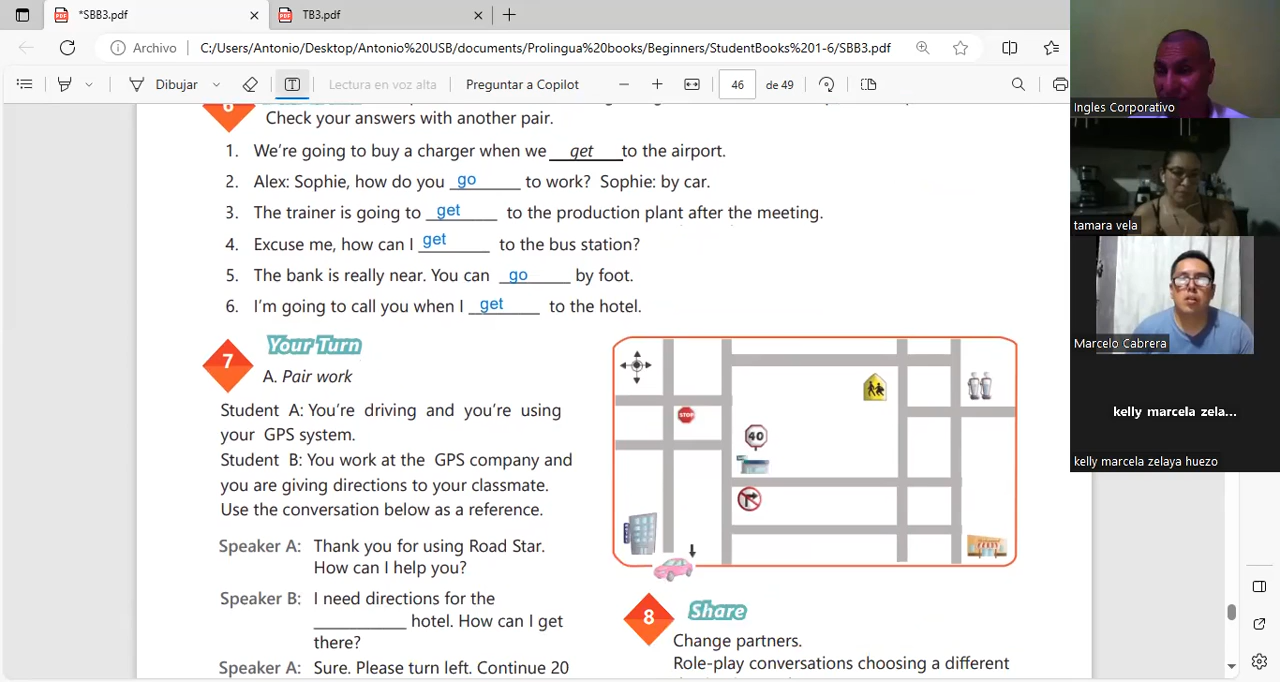 *SBB3.pdf
TB3.pdf
Archivo
C:/Users/Antonio/Desktop/Antonio%20USB/documents/Prolingua%20books/Beginners/StudentBooks%201-6/SBB3.pdf
Dibujar
Lectura en voz alta
Preguntar a Copilot
46
de 49
6
Check your answers with another pair.
1. We're going to buy a charger when we get to the airport.
2. Alex: Sophie, how do you go to work? Sophie: by car.
3. The trainer is going to get to the production plant after the meeting.
4. Excuse me, how can I get to the bus station?
5. The bank is really near. You can go by foot.
6. I'm going to call you when I get to the hotel.
7
Your Turn
A. Pair work
Student A: You're driving and you're using
your GPS system.
Student B: You work at the GPS company and
you are giving directions to your classmate.
Use the conversation below as a reference.
Speaker A: Thank you for using Road Star.
How can I help you?
Speaker B: I need directions for the
____________ hotel. How can I get
there?
Speaker A: Sure. Please turn left. Continue 20
STOP
40
8
Share
Change partners.
Role-play conversations choosing a different
Ingles Corporativo
tamara vela
Marcelo Cabrera
kelly marcela zela...
kelly marcela zelaya huezo